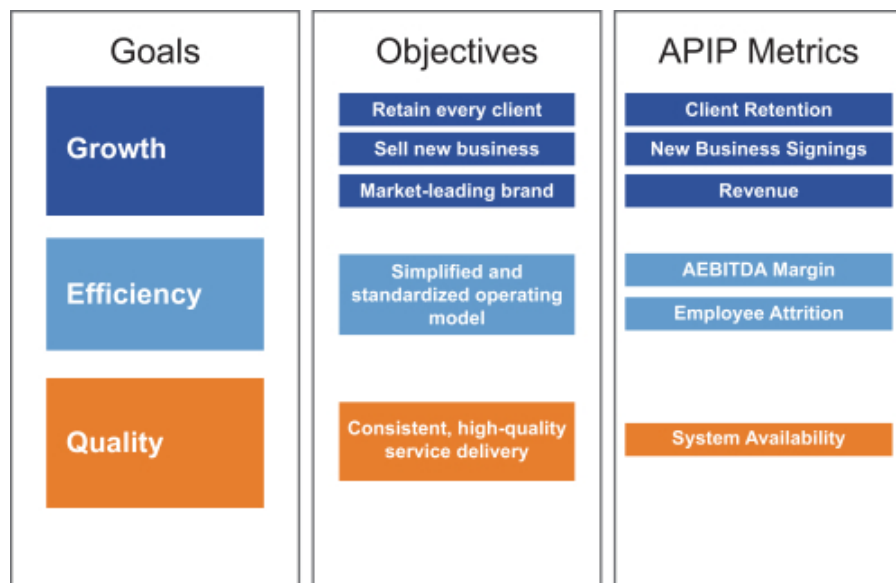 Goals
Growth
Efficiency
Quality
Objectives
Retain every client
Sell new business
Market-leading brand
Simplified and
standardized operating
model
Consistent, high-quality
service delivery
APIP Metrics
Client Retention
New Business Signings
Revenue
AEBITDA Margin
Employee Attrition
System Availability